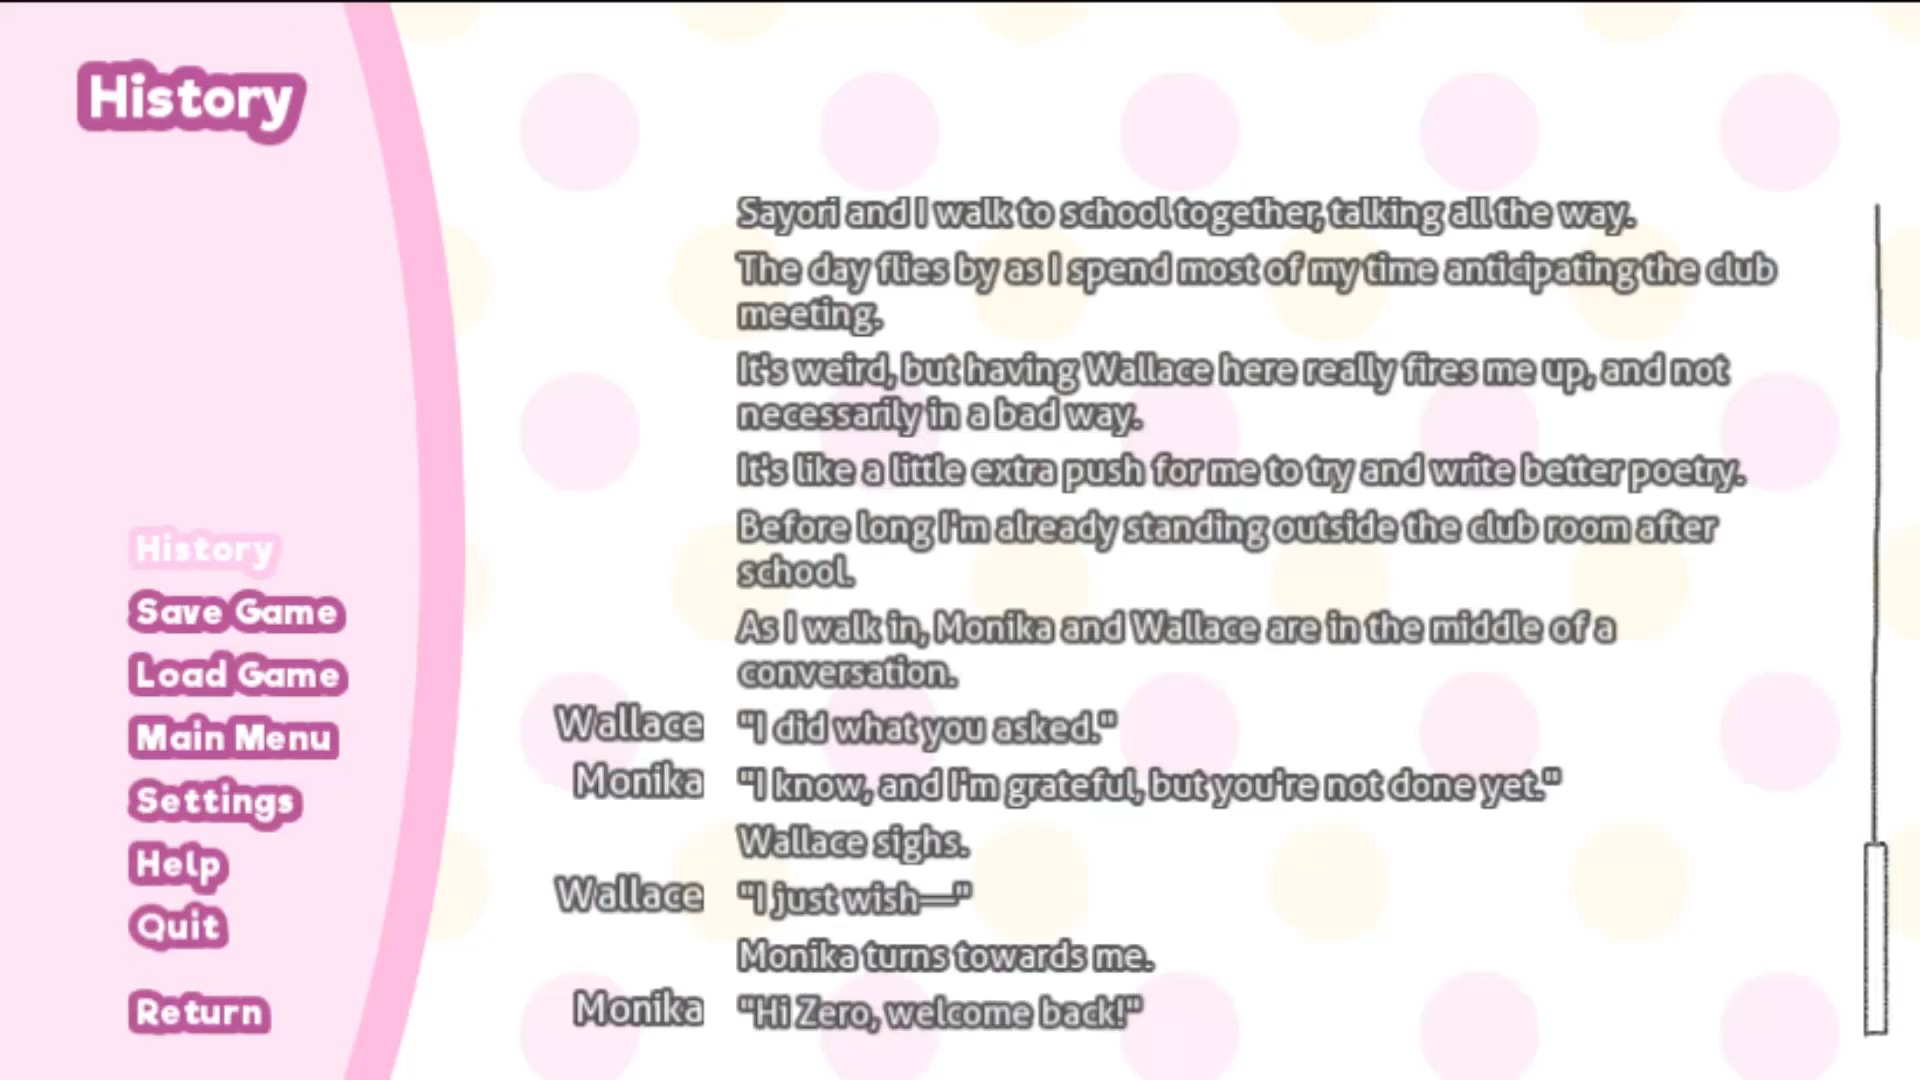 History
Sayori and I walk to school together, talking all the way.
The day flies by as I spend most of my time anticipating the club
meeting.
It's weird, but having Wallace here really fires me up, and not
necessarily in a bad way.
It's like a little extra push for me to try and write better poetry.
Before long I'm already standing outside the club room after
school.
As I walk in, Monika and Wallace are in the middle of a
conversation.
Wallace "I did what you asked."
Monika "I know, and I'm grateful, but you're not done yet."
Wallace sighs.
Wallace "I just wish—"
Monika turns towards me.
Monika "Hi Zero, welcome back!"
History
Save Game
Load Game
Main Menu
Settings
Help
Quit
Return